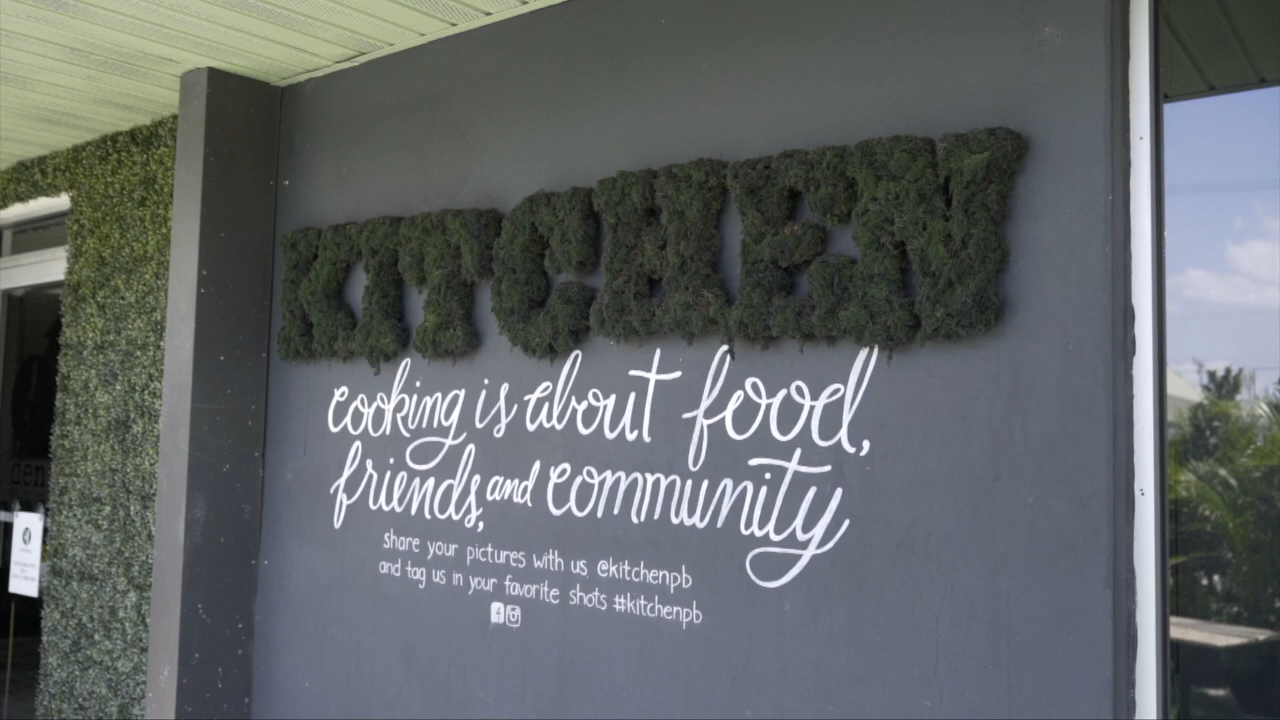 KITCHEN
cooking is about food,
friends, and community
share your pictures with us @kitchenpb
and tag us in your favorite shots #kitchenpb
den